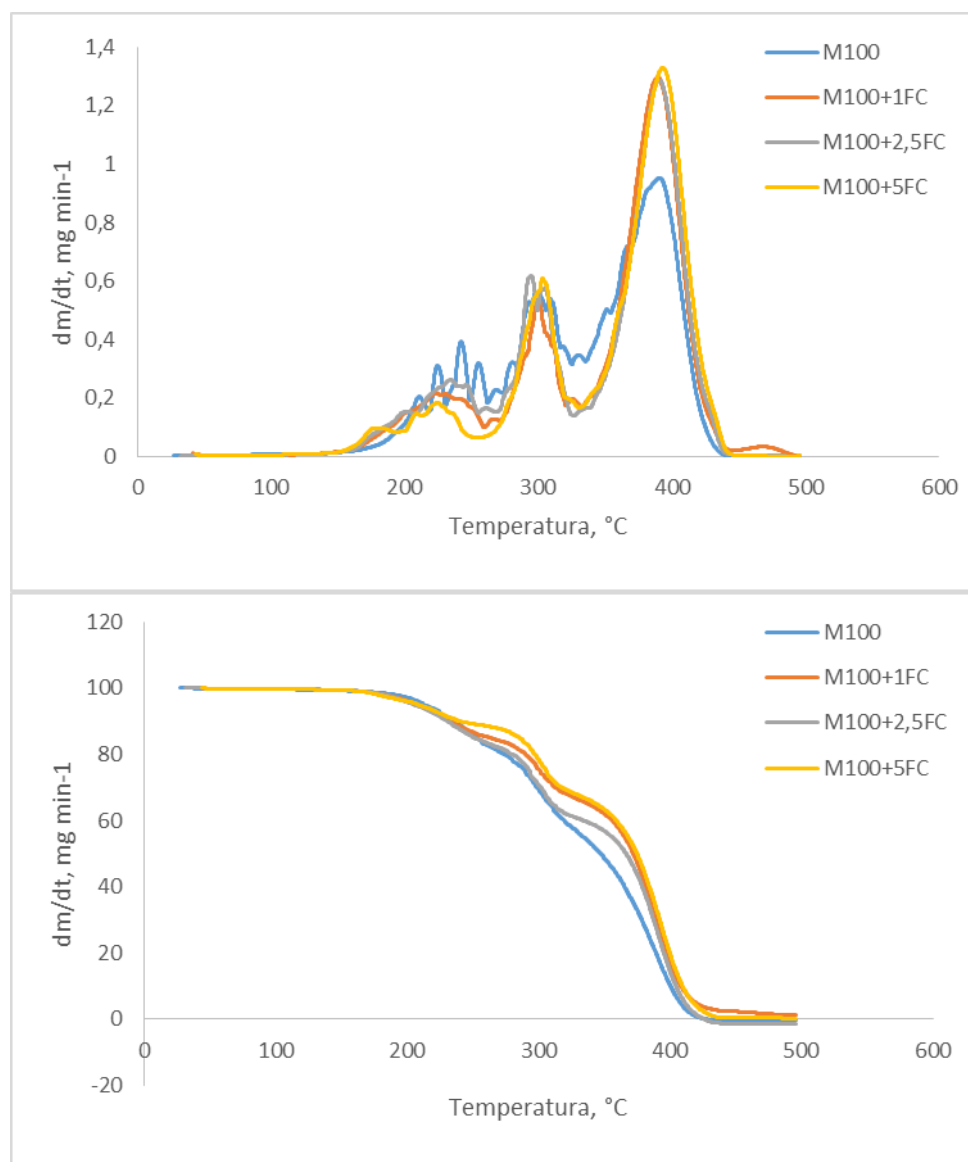 1,4
1,2
1
0,8
0,6
0,4
0,2
0
dm/dt, mg min-1
0 100 200 300 400 500 600
Temperatura, °C
M100
M100+1FC
M100+2,5FC
M100+5FC
120
100
80
60
40
20
0
-20
dm/dt, mg min-1
0 100 200 300 400 500 600
Temperatura, °C
M100
M100+1FC
M100+2,5FC
M100+5FC